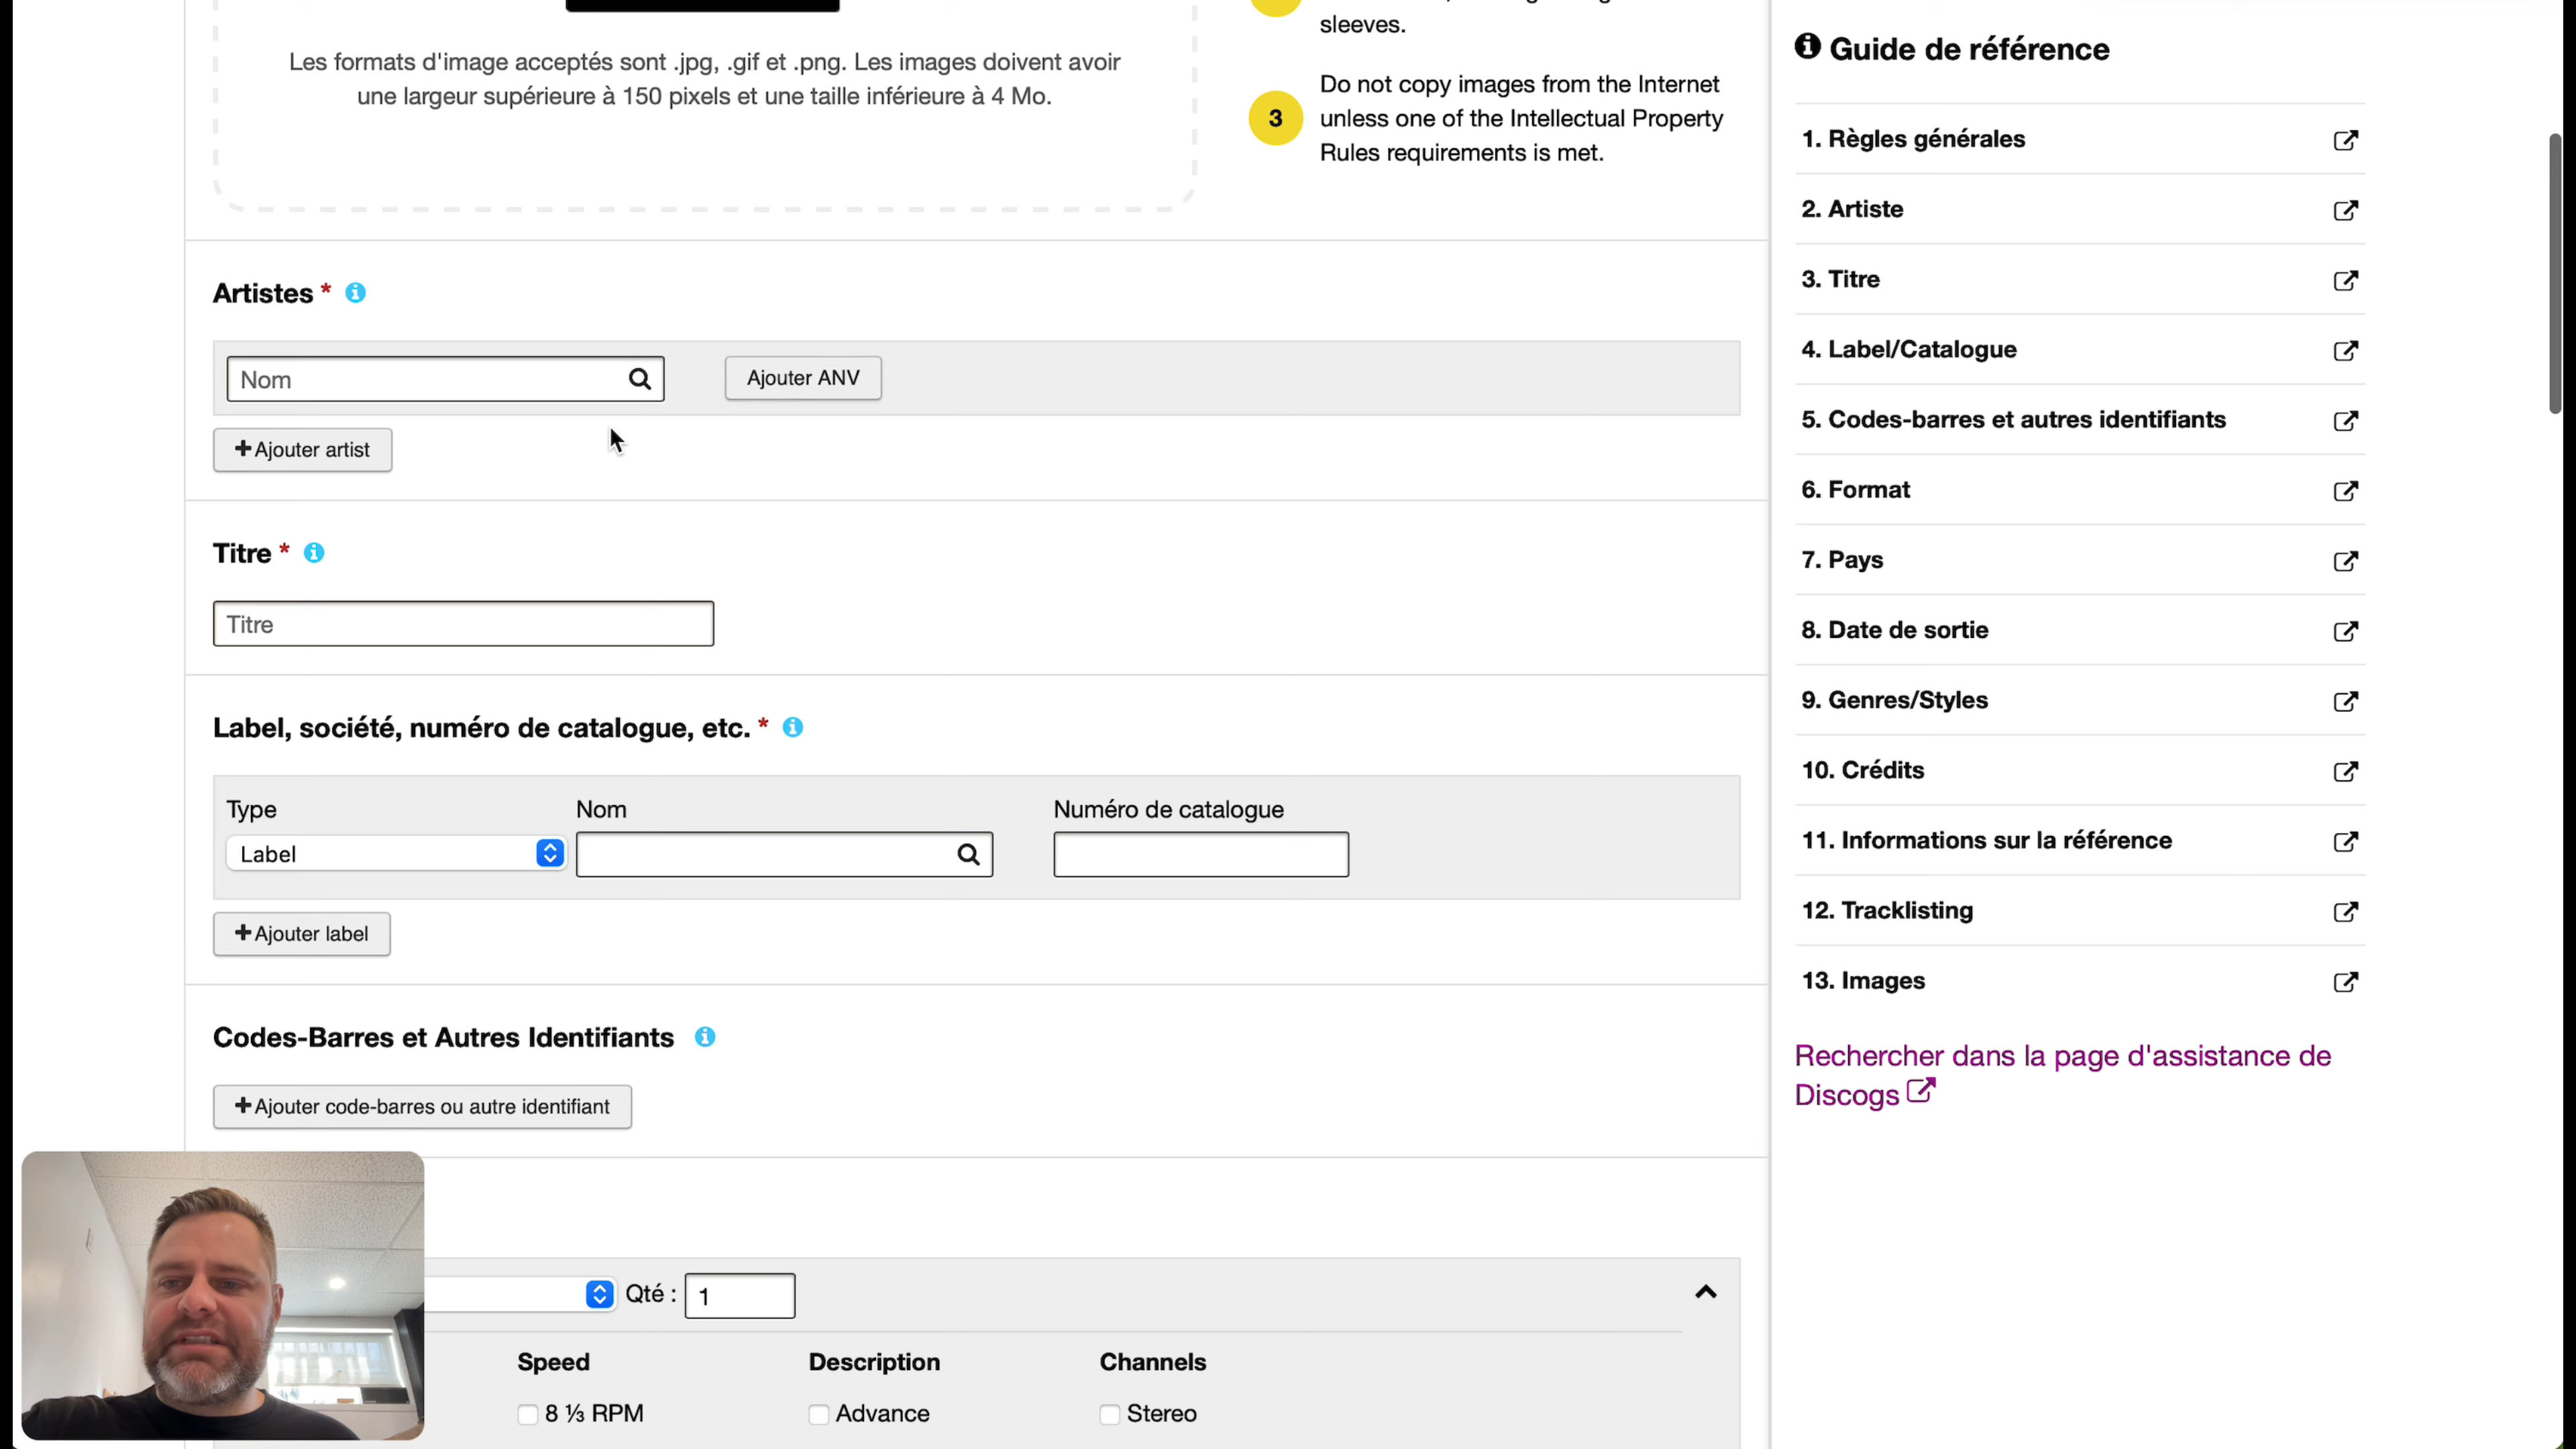 sleeves.
Les formats d'image acceptés sont .jpg, .gif et .png. Les images doivent avoir
une largeur supérieure à 150 pixels et une taille inférieure à 4 Mo.
3
Do not copy images from the Internet
unless one of the Intellectual Property
Rules requirements is met.
Artistes *
Nom
Ajouter ANV
+Ajouter artist
Titre *
Titre
Label, société, numéro de catalogue, etc. *
Type
Nom
Numéro de catalogue
Label
+Ajouter label
Codes-Barres et Autres Identifiants
+Ajouter code-barres ou autre identifiant
Qté :
1
Speed
Description
Channels
8 ⅓ RPM
Advance
Stereo
Guide de référence
1. Règles générales
2. Artiste
3. Titre
4. Label/Catalogue
5. Codes-barres et autres identifiants
6. Format
7. Pays
8. Date de sortie
9. Genres/Styles
10. Crédits
11. Informations sur la référence
12. Tracklisting
13. Images
Rechercher dans la page d'assistance de
Discogs